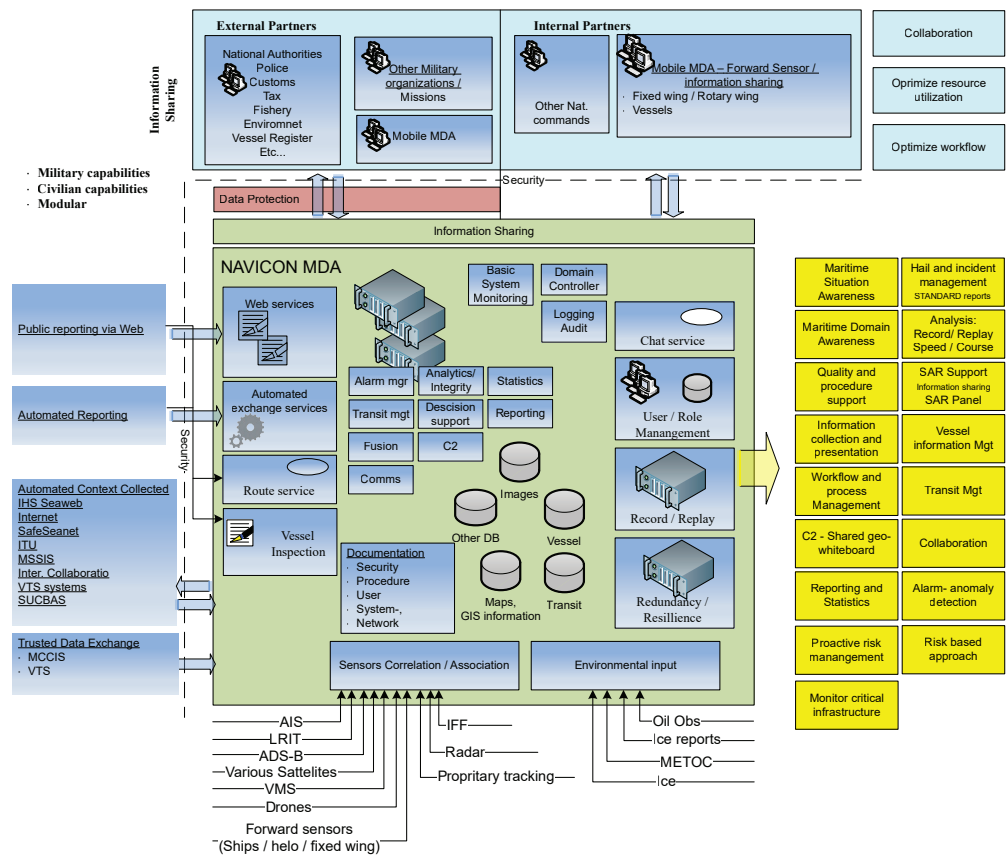 External Partners
Internal Partners
Information
Sharing
National Authorities
Police
Customs
Tax
Fishery
Enviromnet
Vessel Register
Etc...
Other Military
organizations /
Missions
Mobile MDA
Other Nat.
commands
Mobile MDA – Forward Sensor /
information sharing
· Fixed wing / Rotary wing
· Vessels
Collaboration
Oprimize resource
utilization
Optimize workflow
· Military capabilities
· Civilian capabilities
· Modular
Security
Data Protection
Information Sharing
NAVICON MDA
Public reporting via Web
Automated Reporting
Security-
Automated Context Collected
IHS Seaweb
Internet
SafeSeanet
ITU
MSSIS
Inter. Collaboratio
VTS systems
SUCBAS
Trusted Data Exchange
· MCCIS
· VTS
Web services
Automated
exchange services
Route service
Vessel
Inspection
Basic
System
Monitoring
Domain
Controller
Logging
Audit
Alarm mgr
Analytics/
Integrity
Statistics
Transit mgt
Descision
support
Reporting
Fusion
C2
Comms
Images
Other DB
Vessel
Maps,
GIS information
Transit
Documentation
· Security
· Procedure
· User
· System-,
· Network
Chat service
User / Role
Management
Record / Replay
Redundancy /
Resillience
Sensors Correlation / Association
Environmental input
AIS
LRIT
ADS-B
Various Sattelites
VMS
Drones
Forward sensors
(Ships / helo / fixed wing)
IFF
Radar
Propritary tracking
Oil Obs
Ice reports
METOC
Ice
Maritime
Situation
Awareness
Hail and incident
management
STANDARD reports
Maritime Domain
Awareness
Analysis:
Record/ Replay
Speed / Course
Quality and
procedure
support
SAR Support
Information sharing
SAR Panel
Information
collection and
presentation
Vessel
information Mgt
Workflow and
process
Management
Transit Mgt
C2 - Shared geo-
whiteboard
Collaboration
Reporting and
Statistics
Alarm- anomaly
detection
Proactive risk
manangement
Risk based
approach
Monitor critical
infrastructure